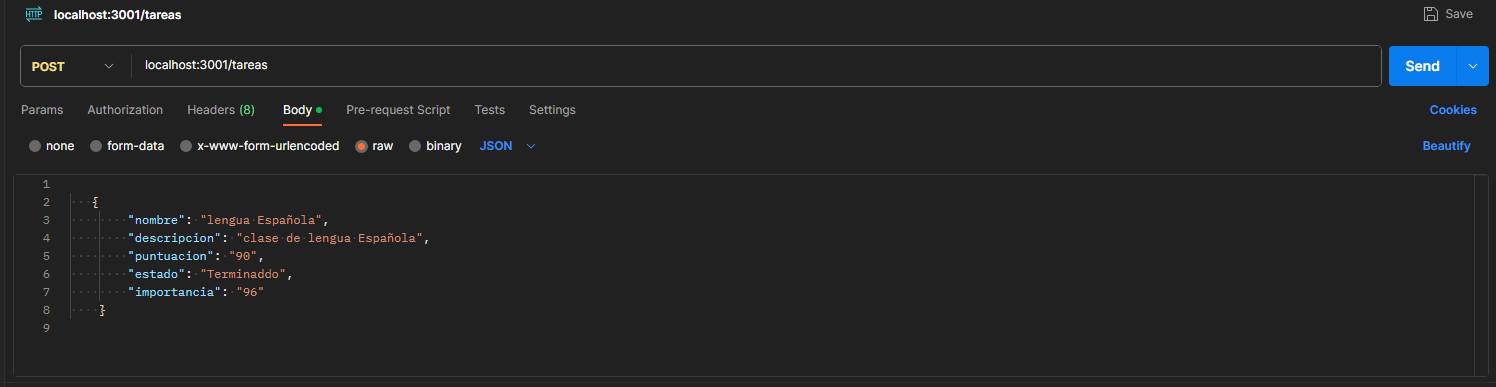 HTTP localhost:3001/tareas Save
POST localhost:3001/tareas Send
Params Authorization Headers (8) Body Pre-request Script Tests Settings Cookies
none form-data x-www-form-urlencoded raw binary JSON Beautify
1
2 {
3 "nombre": "lengua Española",
4 "descripcion": "clase de lengua Española",
5 "puntuacion": "90",
6 "estado": "Terminaddo",
7 "importancia": "96"
8 }
9